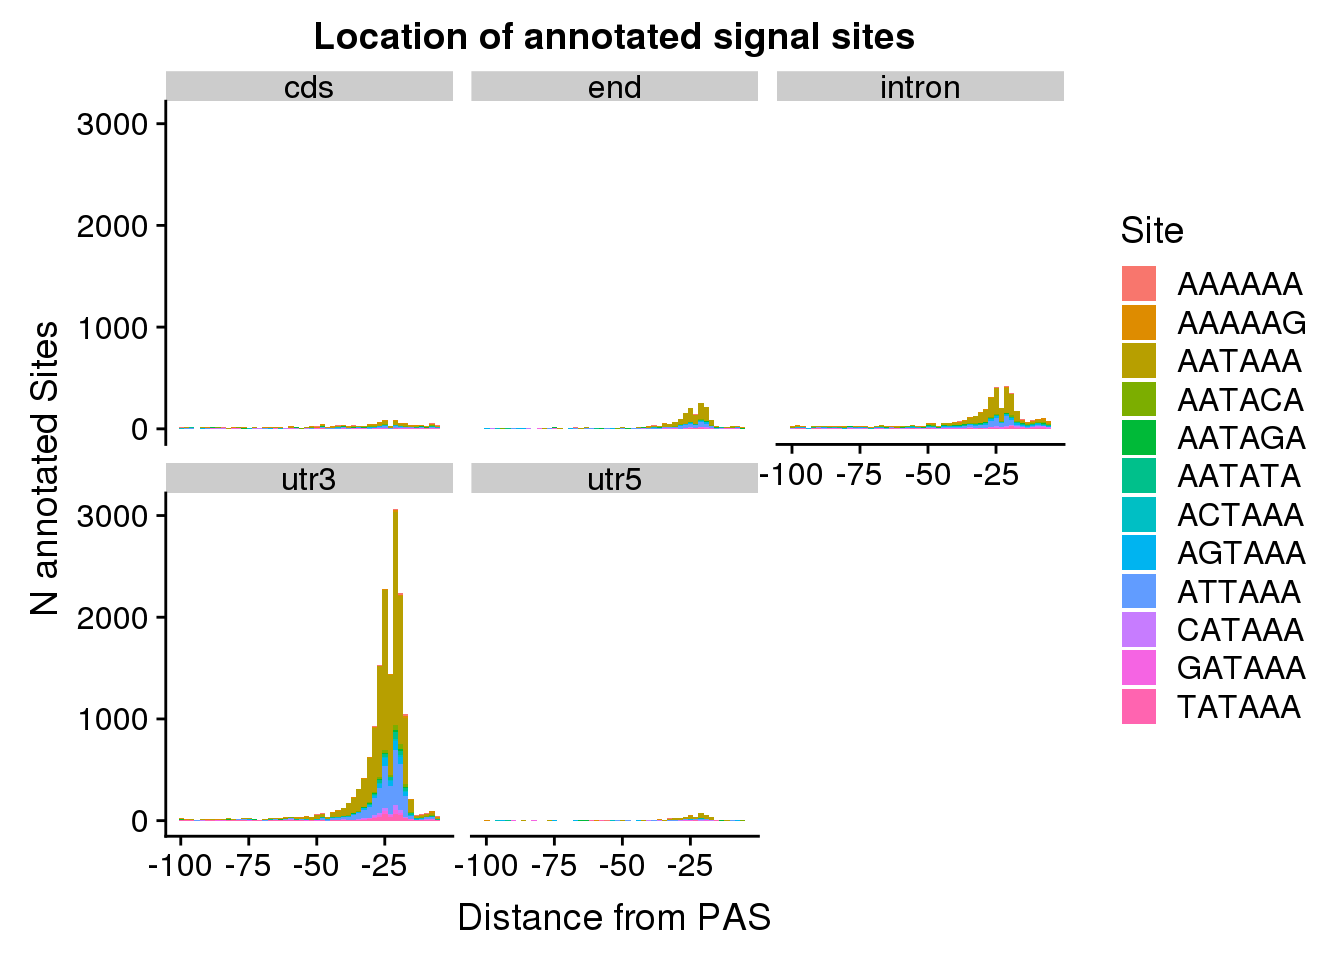 Location of annotated signal sites
cds
end
intron
3000
2000
1000
0
-100 -75 -50 -25
utr3
utr5
3000
2000
1000
0
-100 -75 -50 -25
-100 -75 -50 -25
Distance from PAS
N annotated Sites
Site
AAAAAA
AAAAAG
AATAAA
AATACA
AATAGA
AATATA
ACTAAA
AGTAAA
ATTAAA
CATAAA
GATAAA
TATAAA